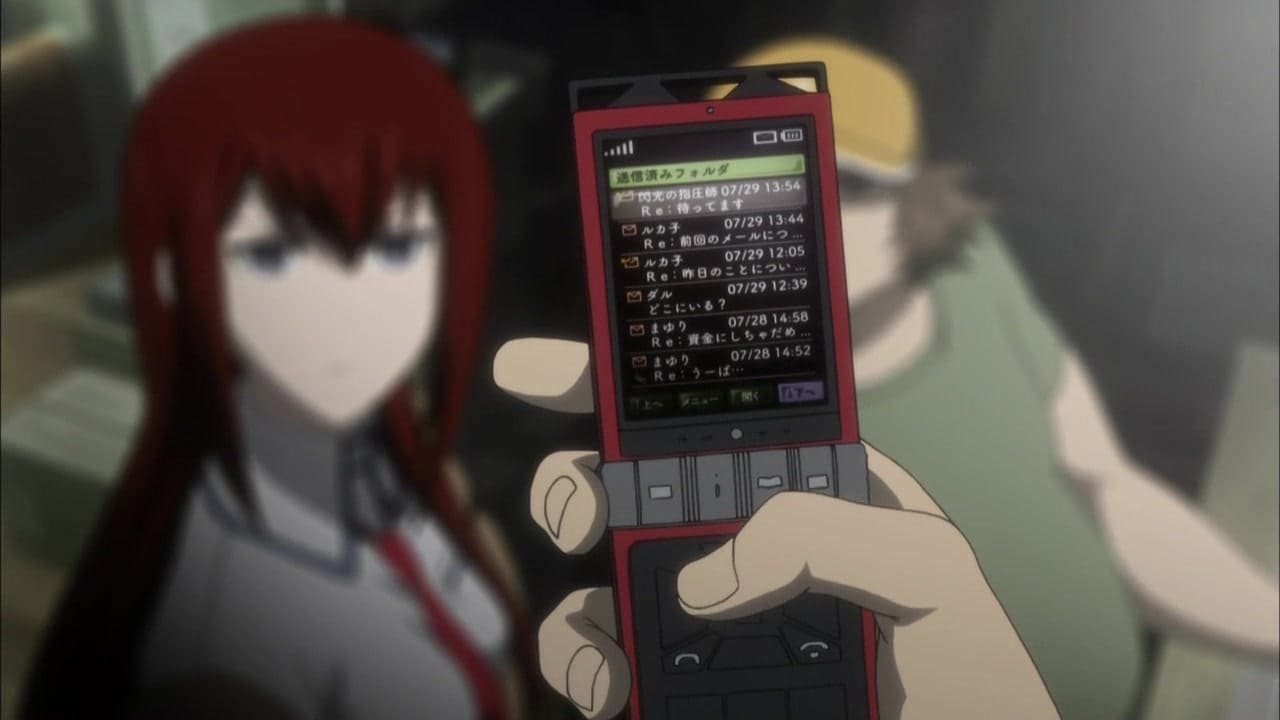 送信済みフォルダ
閃光の指圧師 07/29 13:54
Re:待ってます
ルカ子 07/29 13:44
Re:前回のメールにつ…
ルカ子 07/29 12:05
Re:昨日のことについ…
ダル 07/29 12:39
どこにいる?
まゆり 07/28 14:58
Re:資金にしちゃだめ…
まゆり 07/28 14:52
Re:うーぱ…
上へ メニュー 開く 下へ